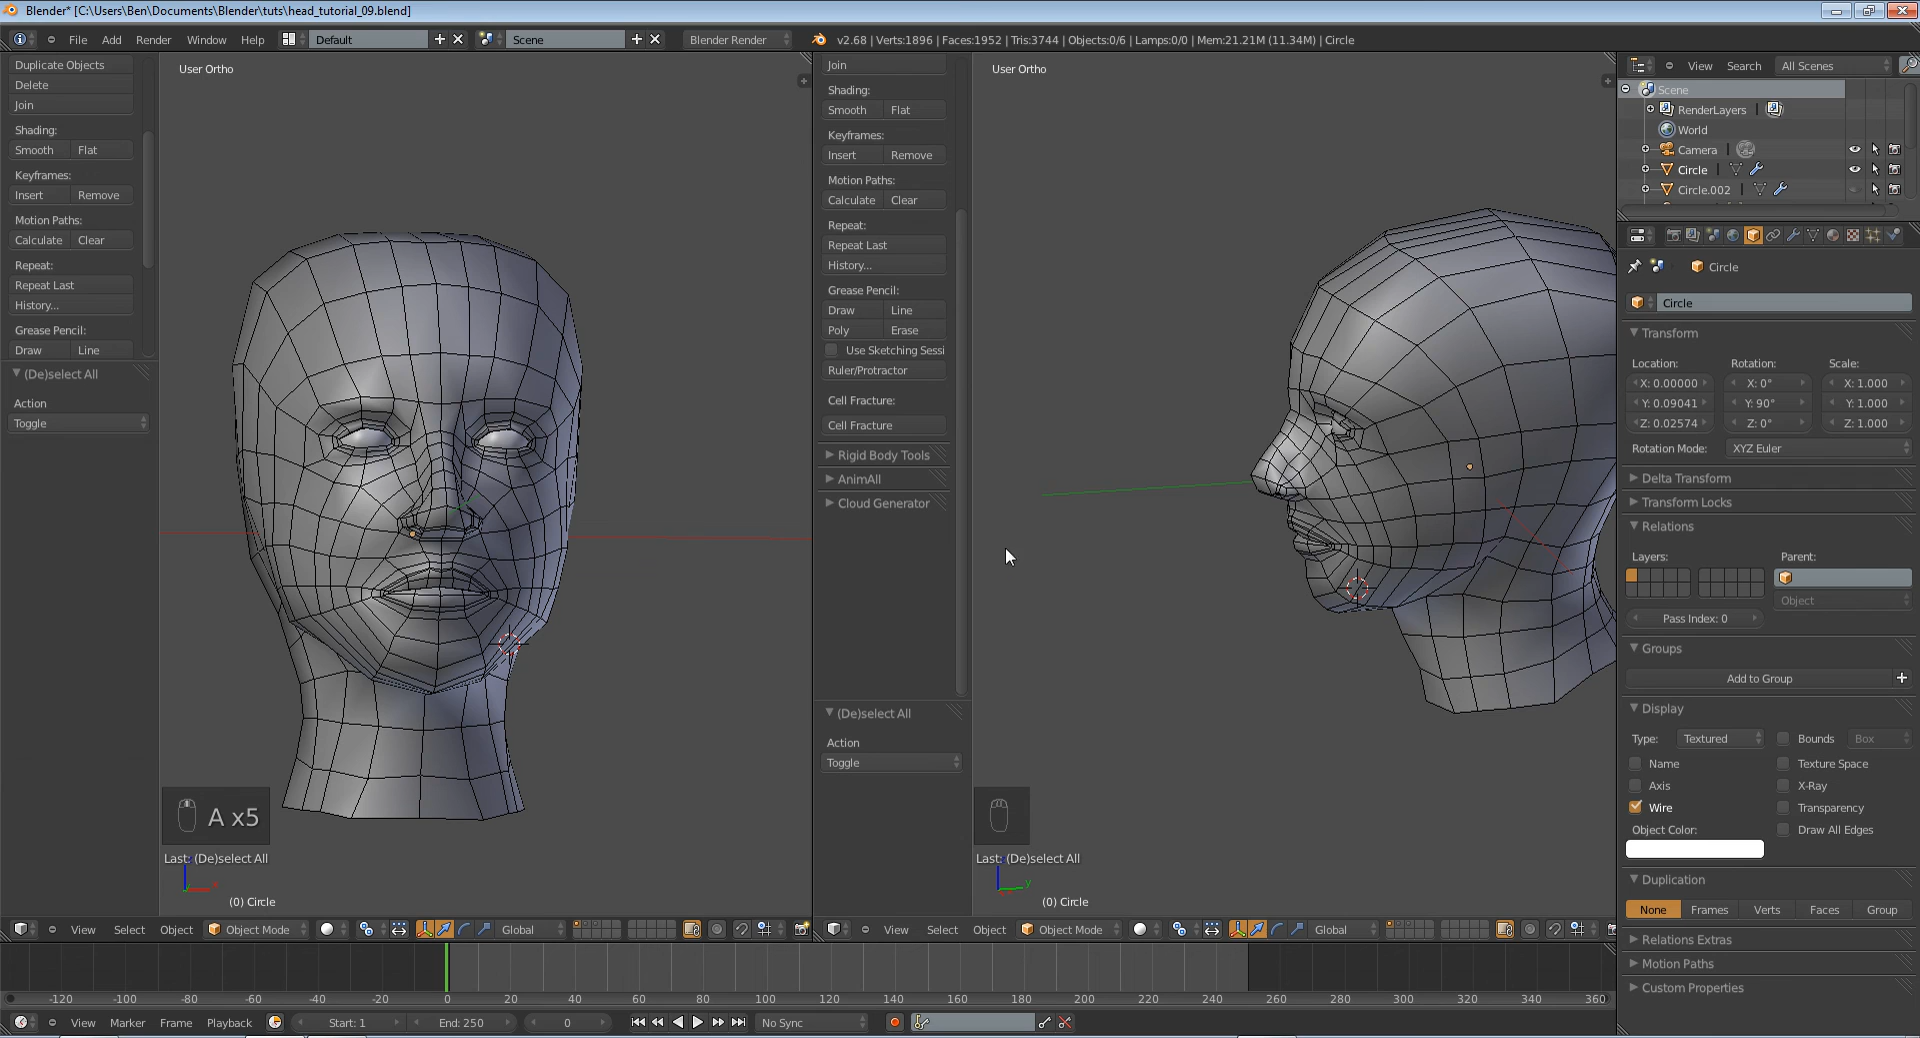 Blender* [C:\Users\Ben\Documents\Blender\tuts\head_tutorial_09.blend]
File Add Render Window Help Default Scene Blender Render v2.68 | Verts:1896 | Faces:1952 | Tris:3744 | Objects:0/6 | Lamps:0/0 | Mem:21.21M (11.34M) | Circle
Duplicate Objects
Delete
Join
Shading:
Smooth Flat
Keyframes:
Insert Remove
Motion Paths:
Calculate Clear
Repeat:
Repeat Last
History...
Grease Pencil:
Draw Line
(De)select All
Action
Toggle
User Ortho
A x5
Last: (De)select All
x
(0) Circle
Join
Shading:
Smooth Flat
Keyframes:
Insert Remove
Motion Paths:
Calculate Clear
Repeat:
Repeat Last
History...
Grease Pencil:
Draw Line
Poly Erase
Use Sketching Sessi
Ruler/Protractor
Cell Fracture:
Cell Fracture
Rigid Body Tools
AnimAll
Cloud Generator
(De)select All
Action
Toggle
User Ortho
Last: (De)select All
y
(0) Circle
View Search All Scenes
Scene
RenderLayers |
World
Camera |
Circle |
Circle.002 |
Circle
Circle
Transform
Location: Rotation: Scale:
X: 0.00000 X: 0° X: 1.000
Y: 0.09041 Y: 90° Y: 1.000
Z: 0.02574 Z: 0° Z: 1.000
Rotation Mode: XYZ Euler
Delta Transform
Transform Locks
Relations
Layers: Parent:
Object
Pass Index: 0
Groups
Add to Group
Display
Type: Textured Bounds Box
Name Texture Space
Axis X-Ray
Wire Transparency
Object Color: Draw All Edges
Duplication
None Frames Verts Faces Group
Relations Extras
Motion Paths
Custom Properties
View Select Object Object Mode Global
View Select Object Object Mode Global
-120 -100 -80 -60 -40 -20 0 20 40 60 80 100 120 140 160 180 200 220 240 260 280 300 320 340 360
View Marker Frame Playback Start: 1 End: 250 0 No Sync